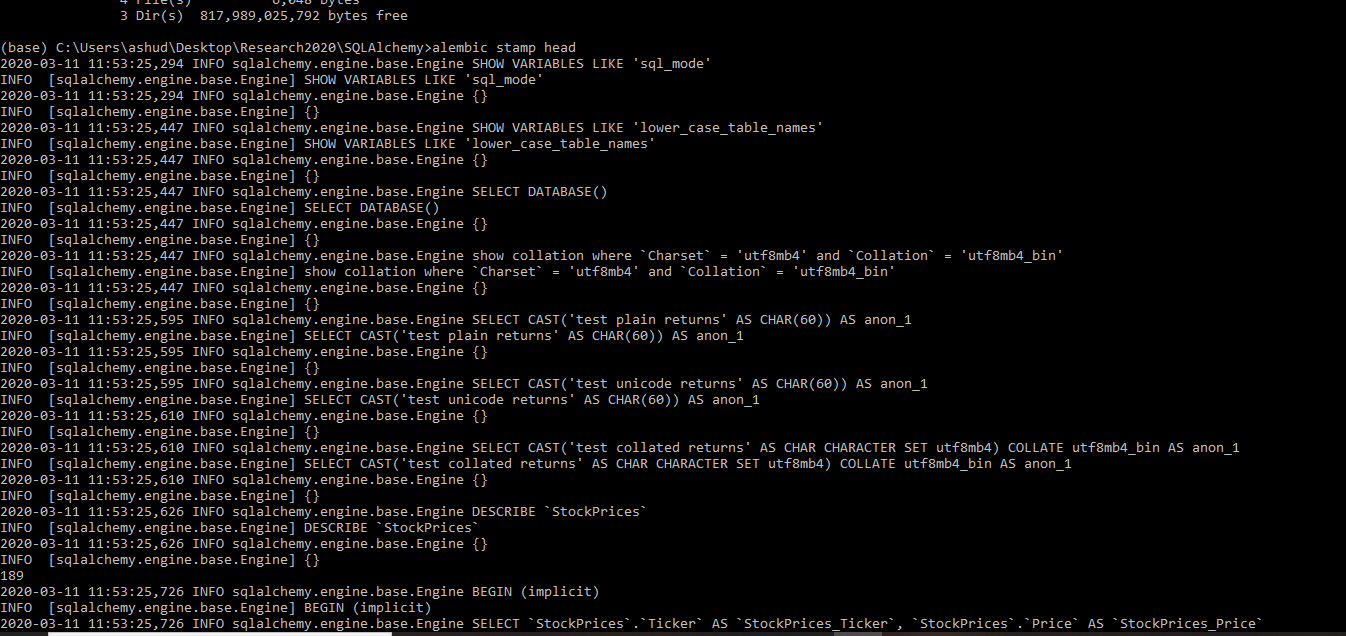 4 File(s) 6,048 bytes
3 Dir(s) 817,989,025,792 bytes free
(base) C:\Users\ashud\Desktop\Research2020\SQLAlchemy>alembic stamp head
2020-03-11 11:53:25,294 INFO sqlalchemy.engine.base.Engine SHOW VARIABLES LIKE 'sql_mode'
INFO  [sqlalchemy.engine.base.Engine] SHOW VARIABLES LIKE 'sql_mode'
2020-03-11 11:53:25,294 INFO sqlalchemy.engine.base.Engine {}
INFO  [sqlalchemy.engine.base.Engine] {}
2020-03-11 11:53:25,447 INFO sqlalchemy.engine.base.Engine SHOW VARIABLES LIKE 'lower_case_table_names'
INFO  [sqlalchemy.engine.base.Engine] SHOW VARIABLES LIKE 'lower_case_table_names'
2020-03-11 11:53:25,447 INFO sqlalchemy.engine.base.Engine {}
INFO  [sqlalchemy.engine.base.Engine] {}
2020-03-11 11:53:25,447 INFO sqlalchemy.engine.base.Engine SELECT DATABASE()
INFO  [sqlalchemy.engine.base.Engine] SELECT DATABASE()
2020-03-11 11:53:25,447 INFO sqlalchemy.engine.base.Engine {}
INFO  [sqlalchemy.engine.base.Engine] {}
2020-03-11 11:53:25,447 INFO sqlalchemy.engine.base.Engine show collation where `Charset` = 'utf8mb4' and `Collation` = 'utf8mb4_bin'
INFO  [sqlalchemy.engine.base.Engine] show collation where `Charset` = 'utf8mb4' and `Collation` = 'utf8mb4_bin'
2020-03-11 11:53:25,447 INFO sqlalchemy.engine.base.Engine {}
INFO  [sqlalchemy.engine.base.Engine] {}
2020-03-11 11:53:25,595 INFO sqlalchemy.engine.base.Engine SELECT CAST('test plain returns' AS CHAR(60)) AS anon_1
INFO  [sqlalchemy.engine.base.Engine] SELECT CAST('test plain returns' AS CHAR(60)) AS anon_1
2020-03-11 11:53:25,595 INFO sqlalchemy.engine.base.Engine {}
INFO  [sqlalchemy.engine.base.Engine] {}
2020-03-11 11:53:25,595 INFO sqlalchemy.engine.base.Engine SELECT CAST('test unicode returns' AS CHAR(60)) AS anon_1
INFO  [sqlalchemy.engine.base.Engine] SELECT CAST('test unicode returns' AS CHAR(60)) AS anon_1
2020-03-11 11:53:25,610 INFO sqlalchemy.engine.base.Engine {}
INFO  [sqlalchemy.engine.base.Engine] {}
2020-03-11 11:53:25,610 INFO sqlalchemy.engine.base.Engine SELECT CAST('test collated returns' AS CHAR CHARACTER SET utf8mb4) COLLATE utf8mb4_bin AS anon_1
INFO  [sqlalchemy.engine.base.Engine] SELECT CAST('test collated returns' AS CHAR CHARACTER SET utf8mb4) COLLATE utf8mb4_bin AS anon_1
2020-03-11 11:53:25,610 INFO sqlalchemy.engine.base.Engine {}
INFO  [sqlalchemy.engine.base.Engine] {}
2020-03-11 11:53:25,626 INFO sqlalchemy.engine.base.Engine DESCRIBE `StockPrices`
INFO  [sqlalchemy.engine.base.Engine] DESCRIBE `StockPrices`
2020-03-11 11:53:25,626 INFO sqlalchemy.engine.base.Engine {}
INFO  [sqlalchemy.engine.base.Engine] {}
189
2020-03-11 11:53:25,726 INFO sqlalchemy.engine.base.Engine BEGIN (implicit)
INFO  [sqlalchemy.engine.base.Engine] BEGIN (implicit)
2020-03-11 11:53:25,726 INFO sqlalchemy.engine.base.Engine SELECT `StockPrices`.`Ticker` AS `StockPrices_Ticker`, `StockPrices`.`Price` AS `StockPrices_Price`